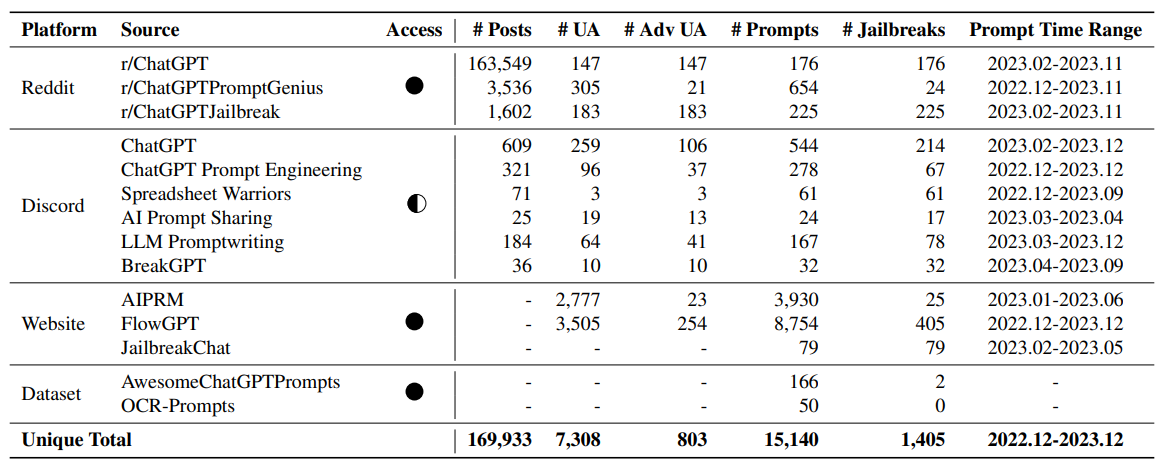 Platform Source Access # Posts # UA # Adv UA # Prompts # Jailbreaks Prompt Time Range
r/ChatGPT 163,549 147 147 176 176 2023.02-2023.11
Reddit r/ChatGPTPromptGenius 3,536 305 21 654 24 2022.12-2023.11
r/ChatGPTJailbreak 1,602 183 183 225 225 2023.02-2023.11
ChatGPT 609 259 106 544 214 2023.02-2023.12
ChatGPT Prompt Engineering 321 96 37 278 67 2022.12-2023.12
Spreadsheet Warriors 71 3 3 61 61 2022.12-2023.09
Discord
AI Prompt Sharing 25 19 13 24 17 2023.03-2023.04
LLM Promptwriting 184 64 41 167 78 2023.03-2023.12
BreakGPT 36 10 10 32 32 2023.04-2023.09
AIPRM - 2,777 23 3,930 25 2023.01-2023.06
Website FlowGPT - 3,505 254 8,754 405 2022.12-2023.12
JailbreakChat - - - 79 79 2023.02-2023.05
AwesomeChatGPTPrompts - - - 166 2 -
Dataset
OCR-Prompts - - - 50 0 -
Unique Total 169,933 7,308 803 15,140 1,405 2022.12-2023.12